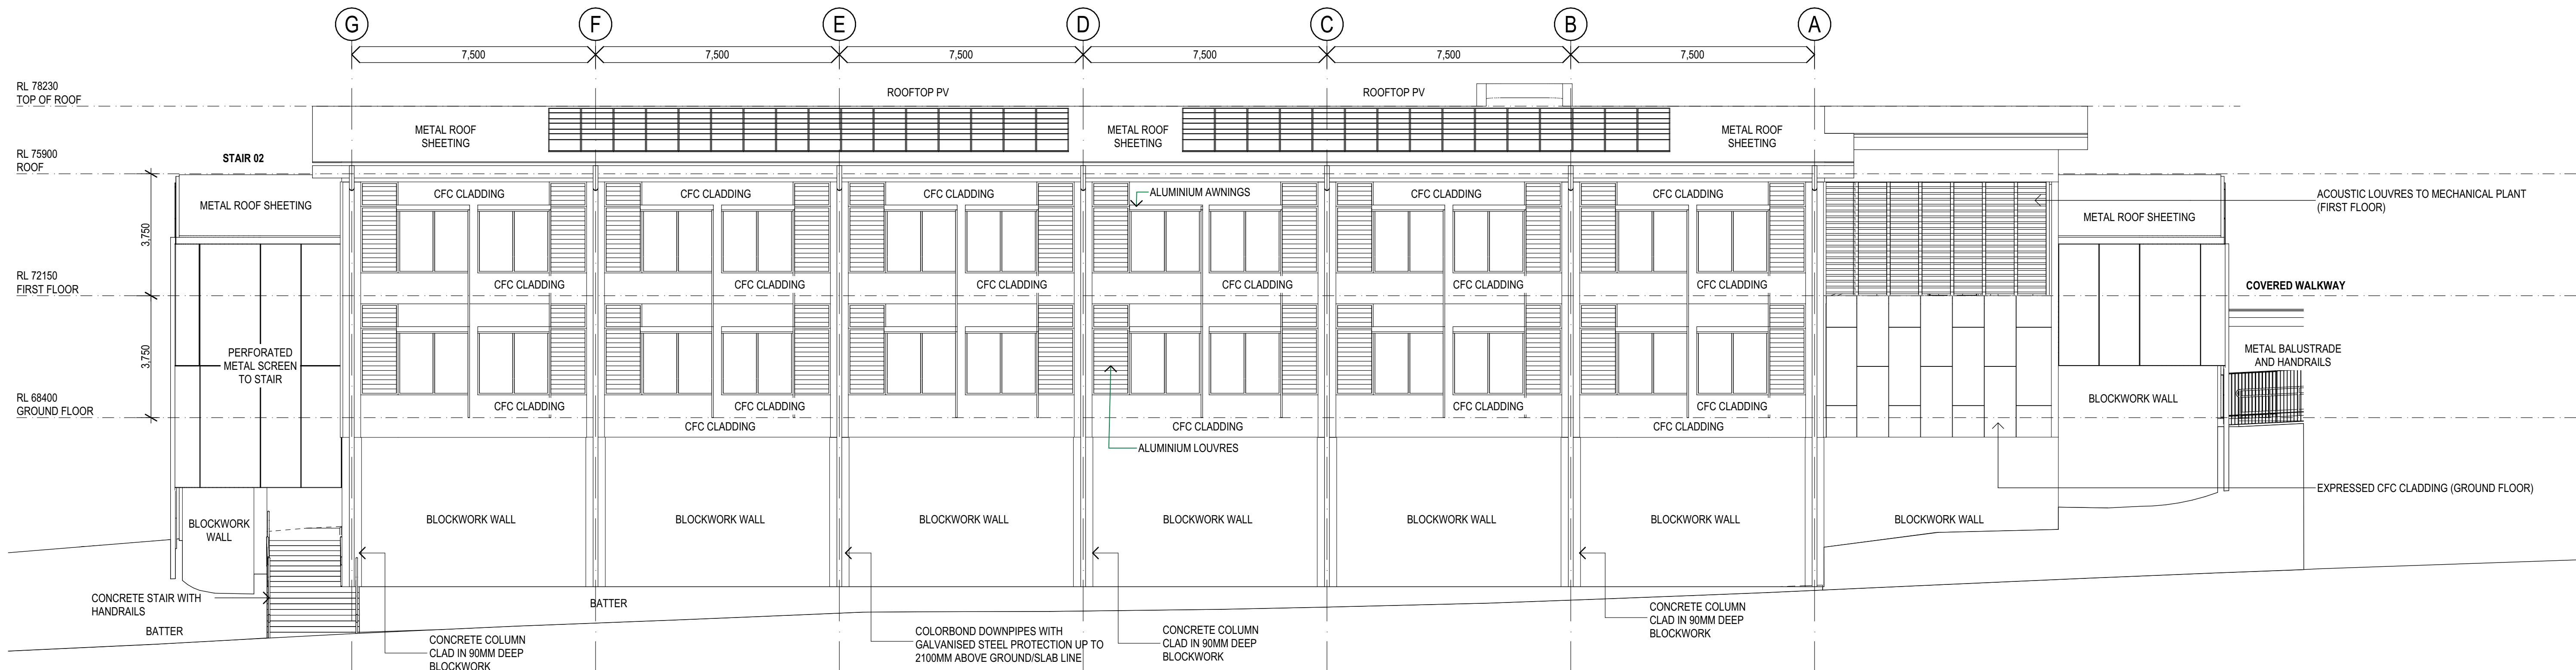 G
F
E
D
C
B
A
7,500
7,500
7,500
7,500
7,500
7,500
RL 78230
TOP OF ROOF
ROOFTOP PV
ROOFTOP PV
METAL ROOF
SHEETING
METAL ROOF
SHEETING
METAL ROOF
SHEETING
RL 75900
ROOF
STAIR 02
CFC CLADDING
CFC CLADDING
CFC CLADDING
ALUMINIUM AWNINGS
CFC CLADDING
CFC CLADDING
ACOUSTIC LOUVRES TO MECHANICAL PLANT
(FIRST FLOOR)
METAL ROOF SHEETING
METAL ROOF SHEETING
3,750
RL 72150
FIRST FLOOR
CFC CLADDING
CFC CLADDING
CFC CLADDING
CFC CLADDING
CFC CLADDING
CFC CLADDING
COVERED WALKWAY
3,750
PERFORATED
METAL SCREEN
TO STAIR
METAL BALUSTRADE
AND HANDRAILS
RL 68400
GROUND FLOOR
CFC CLADDING
CFC CLADDING
CFC CLADDING
CFC CLADDING
BLOCKWORK WALL
CFC CLADDING
CFC CLADDING
CFC CLADDING
ALUMINIUM LOUVRES
EXPRESSED CFC CLADDING (GROUND FLOOR)
BLOCKWORK
WALL
BLOCKWORK WALL
BLOCKWORK WALL
BLOCKWORK WALL
BLOCKWORK WALL
BLOCKWORK WALL
BLOCKWORK WALL
BLOCKWORK WALL
CONCRETE STAIR WITH
HANDRAILS
BATTER
BATTER
CONCRETE COLUMN
CLAD IN 90MM DEEP
BLOCKWORK
COLORBOND DOWNPIPES WITH
GALVANISED STEEL PROTECTION UP TO
2100MM ABOVE GROUND/SLAB LINE
CONCRETE COLUMN
CLAD IN 90MM DEEP
BLOCKWORK
CONCRETE COLUMN
CLAD IN 90MM DEEP
BLOCKWORK